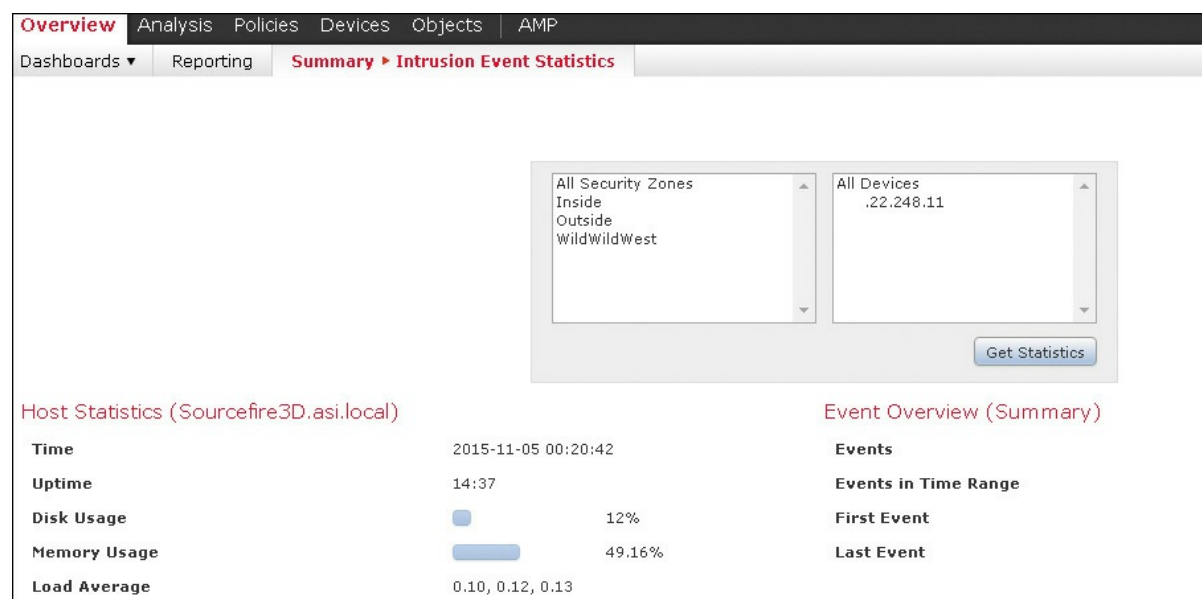 Overview Analysis Policies Devices Objects AMP
Dashboards ▼ Reporting Summary ▸ Intrusion Event Statistics
All Security Zones
Inside
Outside
WildWildWest
All Devices
.22.248.11
Get Statistics
Host Statistics (Sourcefire3D.asi.local)
Time 2015-11-05 00:20:42
Uptime 14:37
Disk Usage 12%
Memory Usage 49.16%
Load Average 0.10, 0.12, 0.13
Event Overview (Summary)
Events
Events in Time Range
First Event
Last Event